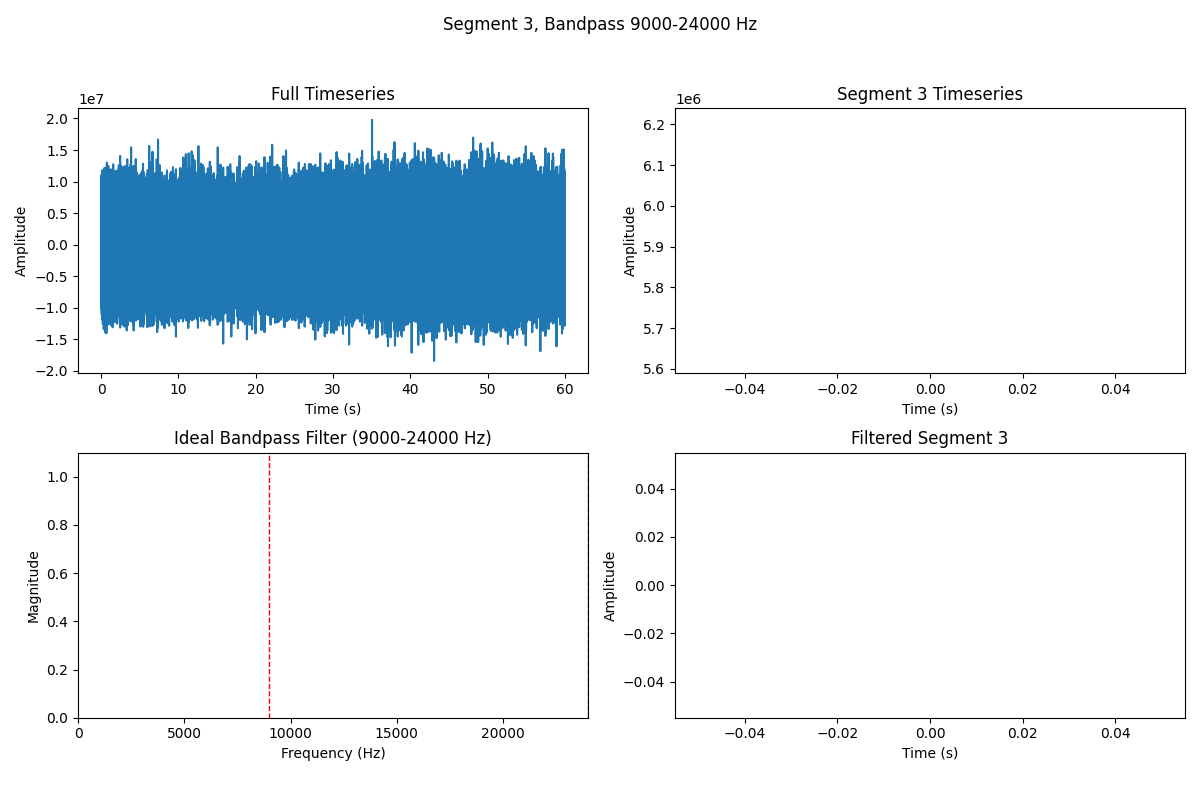 Segment 3, Bandpass 9000-24000 Hz
Full Timeseries
1e7
2.0
1.5
1.0
0.5
0.0
−0.5
−1.0
−1.5
−2.0
Amplitude
0 10 20 30 40 50 60
Time (s)
Segment 3 Timeseries
1e6
6.2
6.1
6.0
5.9
5.8
5.7
5.6
Amplitude
−0.04 −0.02 0.00 0.02 0.04
Time (s)
Ideal Bandpass Filter (9000-24000 Hz)
1.0
0.8
0.6
0.4
0.2
0.0
Magnitude
0 5000 10000 15000 20000
Frequency (Hz)
Filtered Segment 3
0.04
0.02
0.00
−0.02
−0.04
Amplitude
−0.04 −0.02 0.00 0.02 0.04
Time (s)